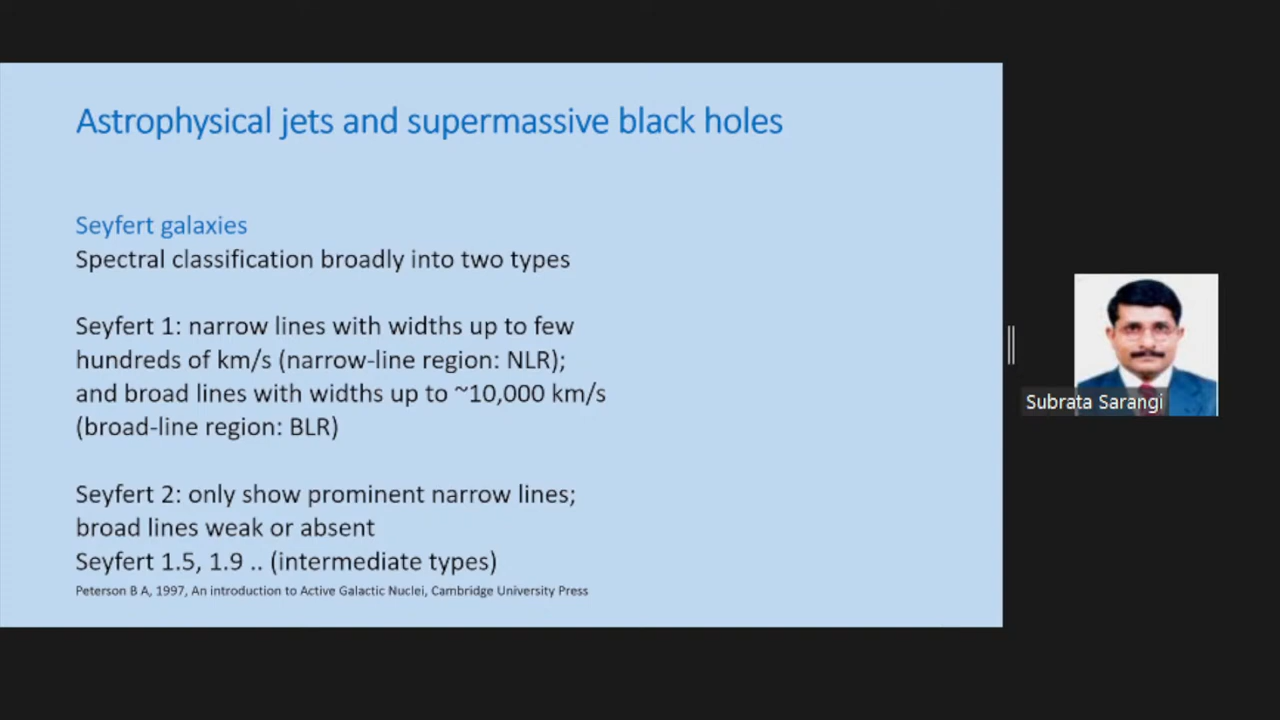 Astrophysical jets and supermassive black holes
Seyfert galaxies
Spectral classification broadly into two types
Seyfert 1: narrow lines with widths up to few
hundreds of km/s (narrow-line region: NLR);
and broad lines with widths up to ~10,000 km/s
(broad-line region: BLR)
Seyfert 2: only show prominent narrow lines;
broad lines weak or absent
Seyfert 1.5, 1.9 .. (intermediate types)
Peterson B A, 1997, An introduction to Active Galactic Nuclei, Cambridge University Press
Subrata Sarangi